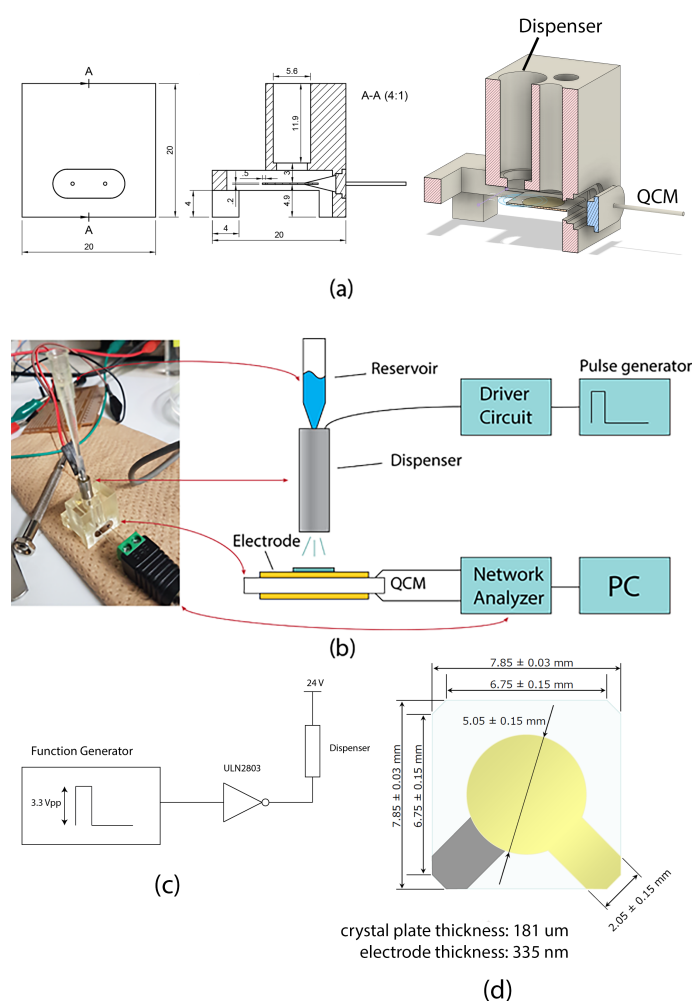 A
A
20
20
5.6
11.9
A-A (4:1)
.5
3
.2
4
4.9
4
20
Dispenser
QCM
(a)
Reservoir
Driver
Circuit
Pulse generator
Dispenser
Electrode
QCM
Network
Analyzer
PC
(b)
7.85 ± 0.03 mm
6.75 ± 0.15 mm
5.05 ± 0.15 mm
7.85 ± 0.03 mm
6.75 ± 0.15 mm
2.05 ± 0.15 mm
24 V
Function Generator
Dispenser
ULN2803
3.3 Vpp
(c)
crystal plate thickness: 181 um
electrode thickness: 335 nm
(d)